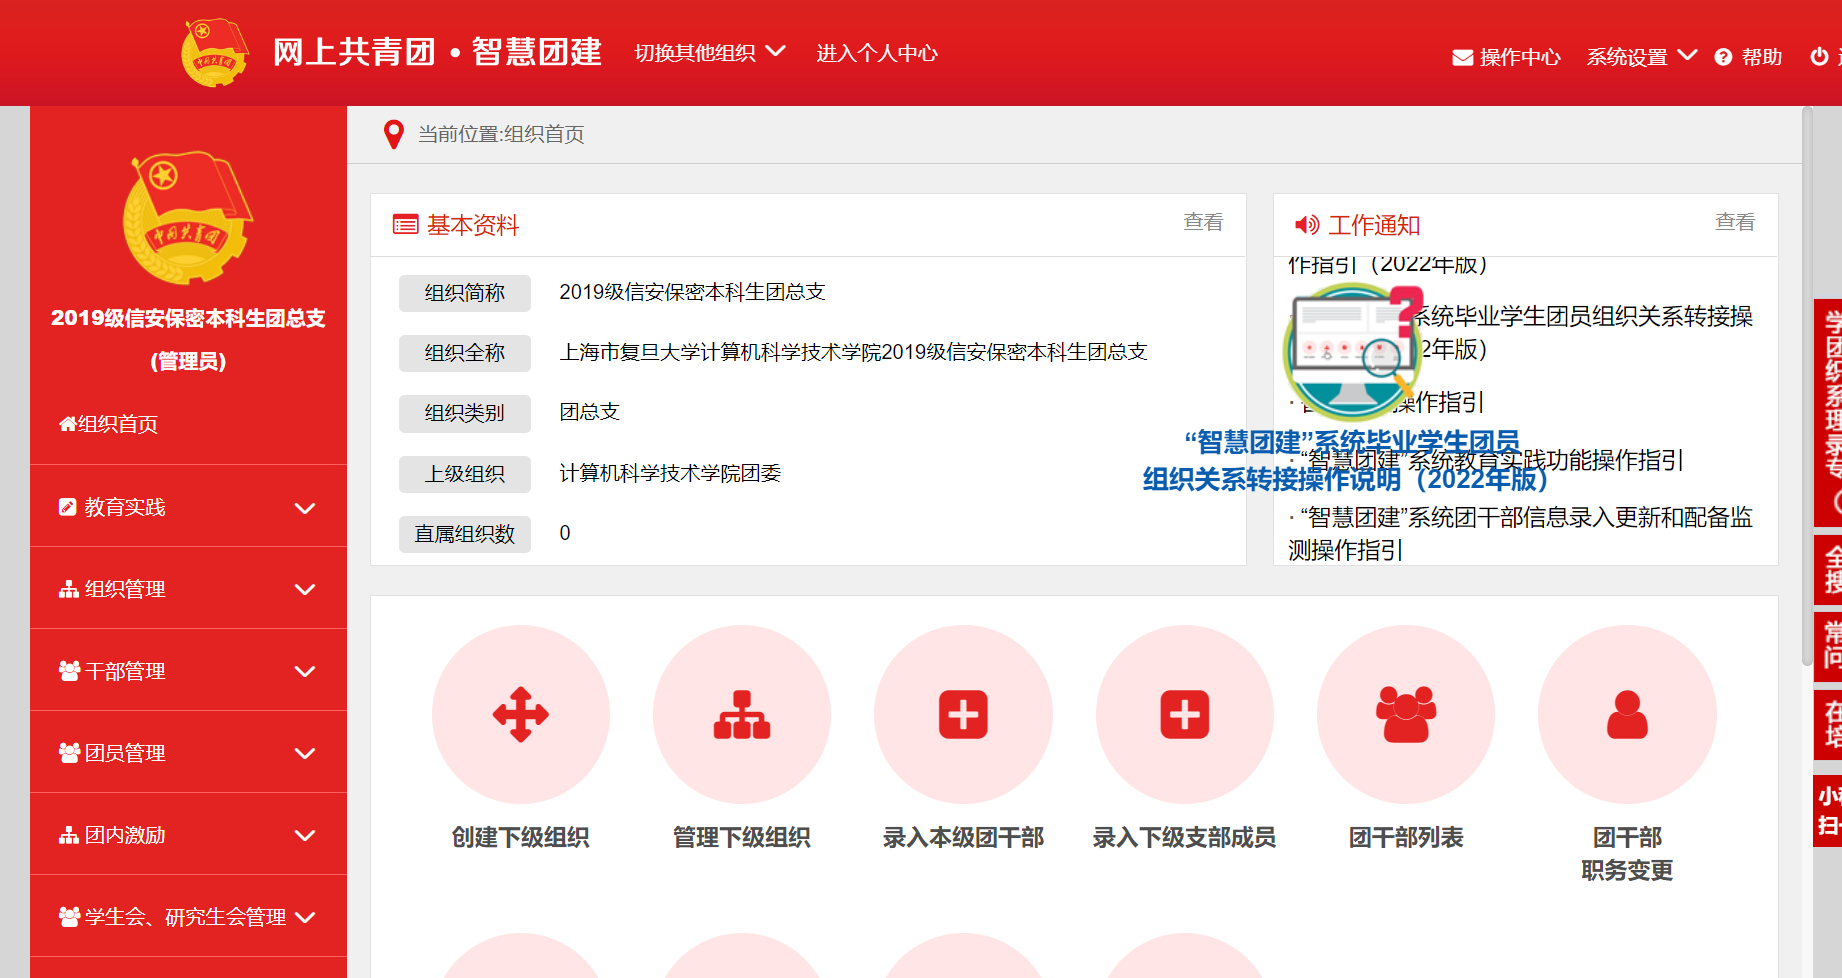 网上共青团·智慧团建
切换其他组织
进入个人中心
操作中心
系统设置
帮助
中国共青团
2019级信安保密本科生团总支
(管理员)
组织首页
教育实践
组织管理
干部管理
团员管理
团内激励
学生会、研究生会管理
当前位置:组织首页
基本资料
查看
组织简称
2019级信安保密本科生团总支
组织全称
上海市复旦大学计算机科学技术学院2019级信安保密本科生团总支
组织类别
团总支
上级组织
计算机科学技术学院团委
直属组织数
0
工作通知
查看
作指引（2022年版）
系统毕业学生团员组织关系转接操
2年版）
操作指引
· “智慧团建”系统教育实践功能操作指引
· “智慧团建”系统团干部信息录入更新和配备监
测操作指引
“智慧团建”系统毕业学生团员
组织关系转接操作说明（2022年版）
创建下级组织
管理下级组织
录入本级团干部
录入下级支部成员
团干部列表
团干部
职务变更